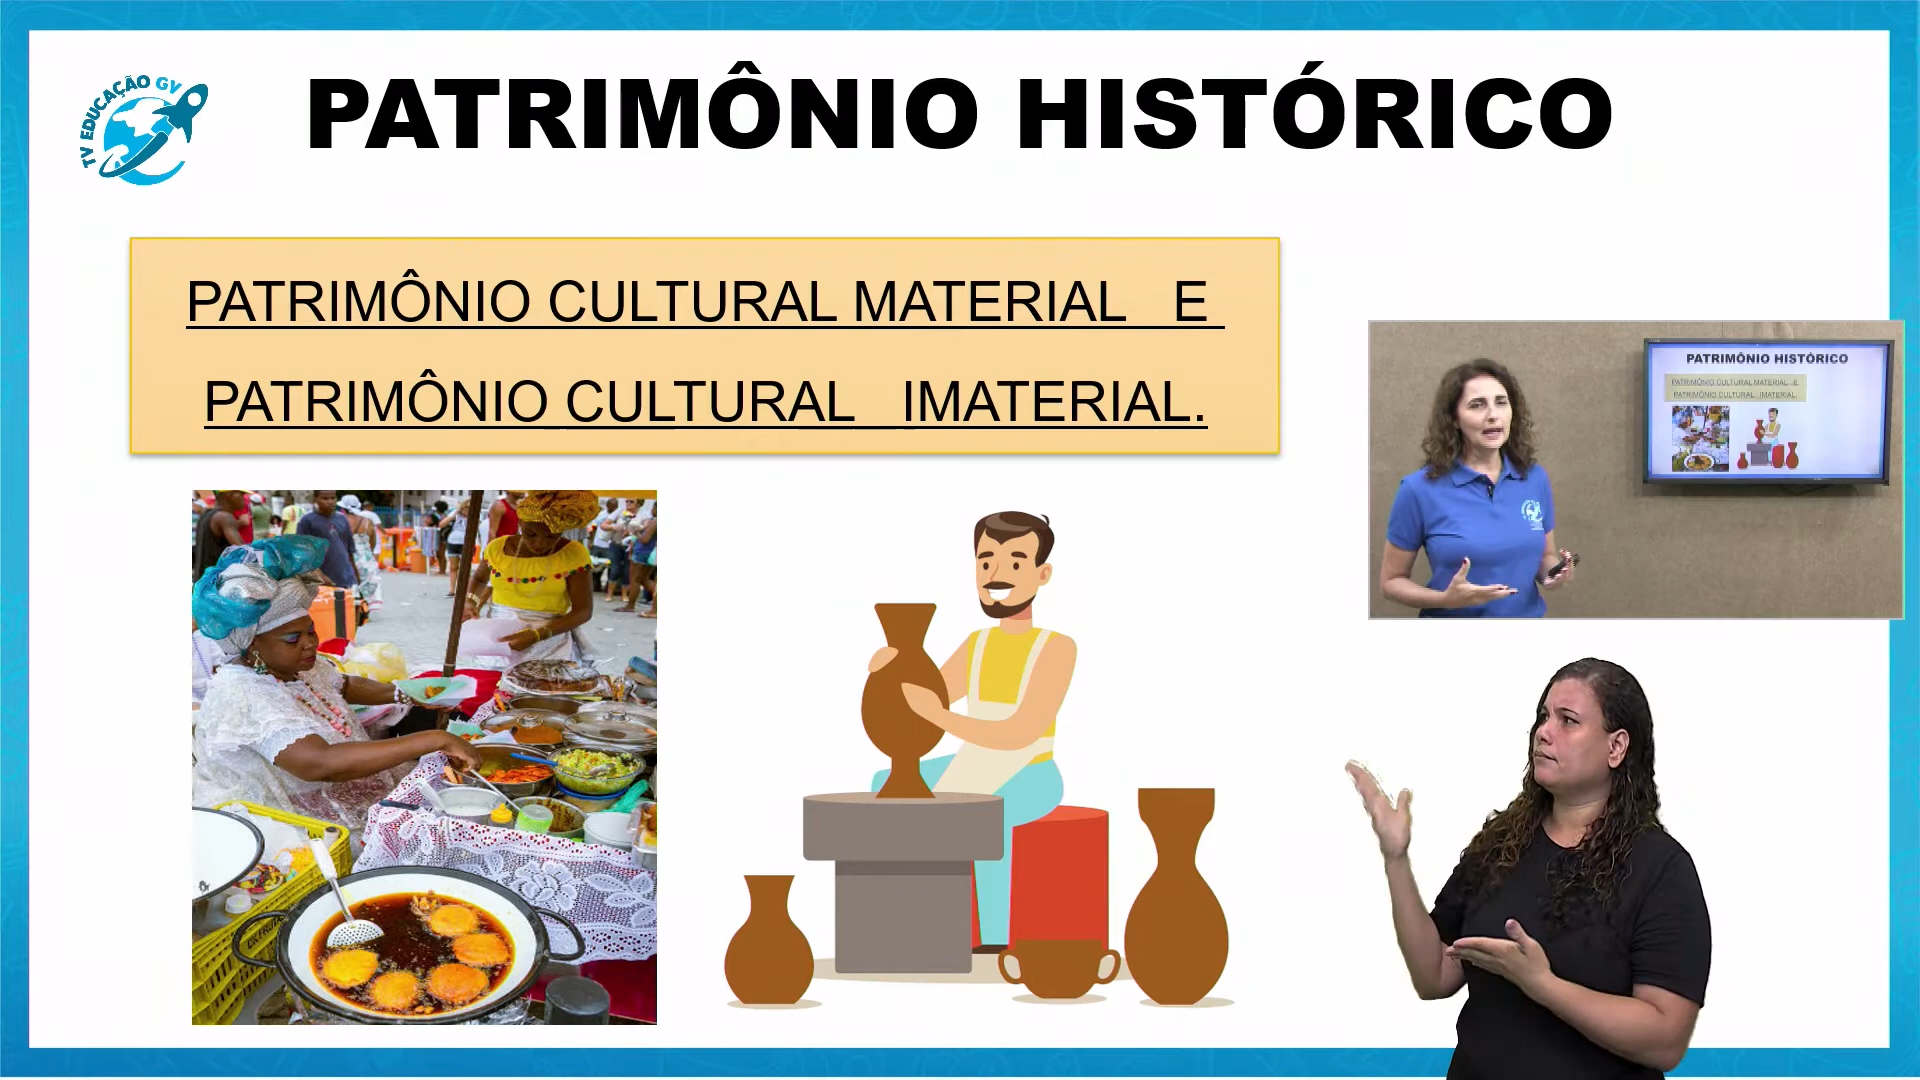 TV EDUCAÇÃO GV
PATRIMÔNIO HISTÓRICO
PATRIMÔNIO CULTURAL MATERIAL E
PATRIMÔNIO CULTURAL IMATERIAL.
PATRIMÔNIO HISTÓRICO
PATRIMÔNIO CULTURAL MATERIAL E
PATRIMÔNIO CULTURAL IMATERIAL.